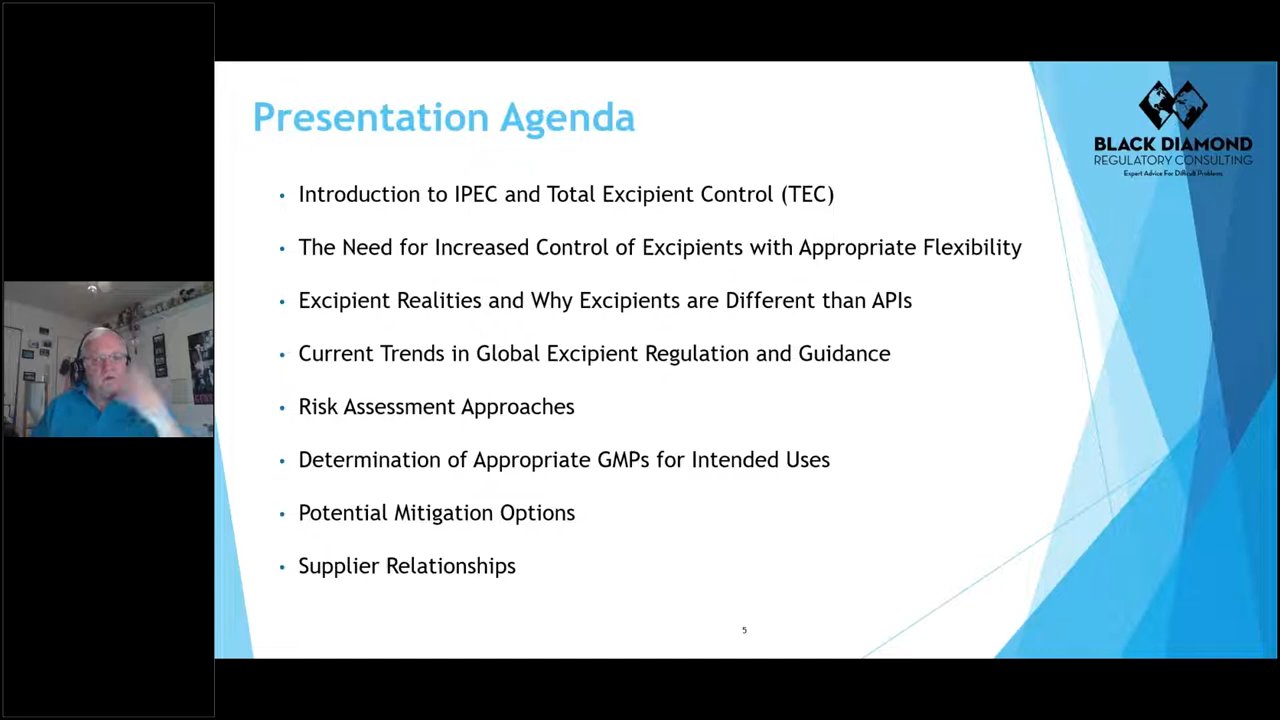 Presentation Agenda
BLACK DIAMOND
REGULATORY CONSULTING
Expert Advice For Difficult Problems
• Introduction to IPEC and Total Excipient Control (TEC)
• The Need for Increased Control of Excipients with Appropriate Flexibility
• Excipient Realities and Why Excipients are Different than APIs
• Current Trends in Global Excipient Regulation and Guidance
• Risk Assessment Approaches
• Determination of Appropriate GMPs for Intended Uses
• Potential Mitigation Options
• Supplier Relationships
5